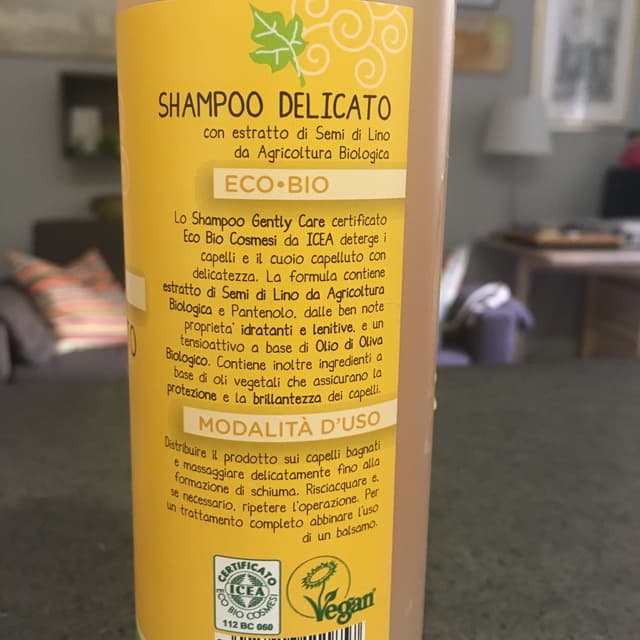 SHAMPOO DELICATO
con estratto di Semi di Lino
da Agricoltura Biologica
ECO•BIO
Lo Shampoo Gently Care certificato
Eco Bio Cosmesi da ICEA deterge i
capelli e il cuoio capelluto con
delicatezza. La formula contiene
estratto di Semi di Lino da Agricoltura
Biologica e Pantenolo, dalle ben note
proprieta' idratanti e lenitive, e un
tensioattivo a base di Olio di Oliva
Biologico. Contiene inoltre ingredienti a
base di oli vegetali che assicurano la
protezione e la brillantezza dei capelli.
MODALITÀ D'USO
Distribuire il prodotto sui capelli bagnati
e massaggiare delicatamente fino alla
formazione di schiuma. Risciacquare e,
se necessario, ripetere l'operazione. Per
un trattamento completo abbinare l'uso
di un balsamo.
CERTIFICATO
ICEA
ECO BIO COSMESI
112 BC 060
Vegan